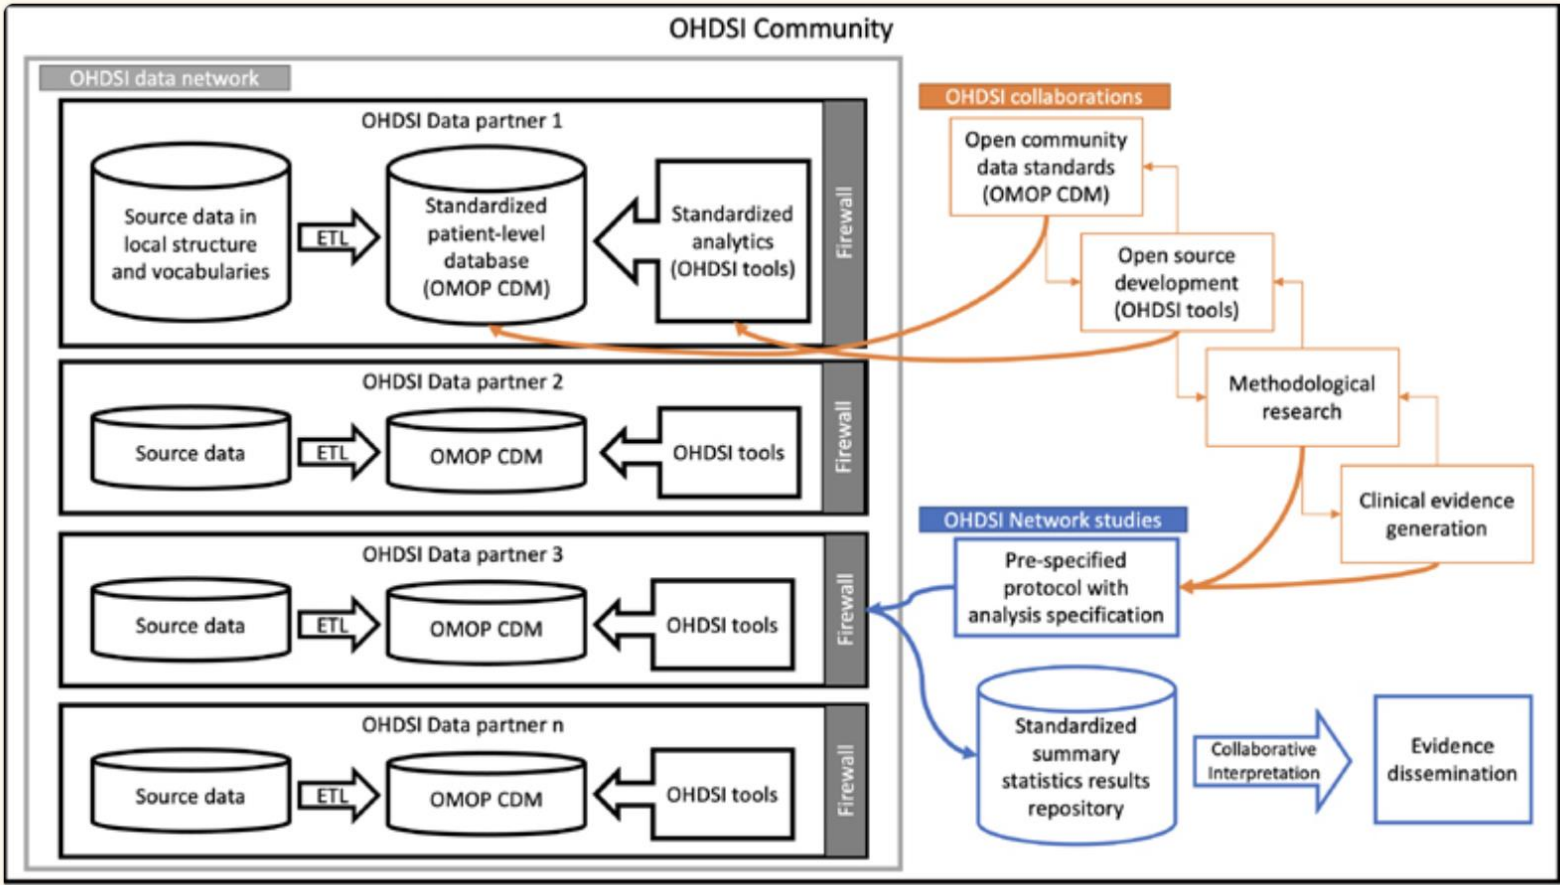 OHDSI Community
OHDSI data network
OHDSI Data partner 1
Source data in
local structure
and vocabularies
ETL
Standardized
patient-level
database
(OMOP CDM)
Standardized
analytics
(OHDSI tools)
Firewall
OHDSI Data partner 2
Source data
ETL
OMOP CDM
OHDSI tools
Firewall
OHDSI Data partner 3
Source data
ETL
OMOP CDM
OHDSI tools
Firewall
OHDSI Data partner n
Source data
ETL
OMOP CDM
OHDSI tools
Firewall
OHDSI collaborations
Open community
data standards
(OMOP CDM)
Open source
development
(OHDSI tools)
Methodological
research
Clinical evidence
generation
OHDSI Network studies
Pre-specified
protocol with
analysis specification
Standardized
summary
statistics results
repository
Collaborative
Interpretation
Evidence
dissemination